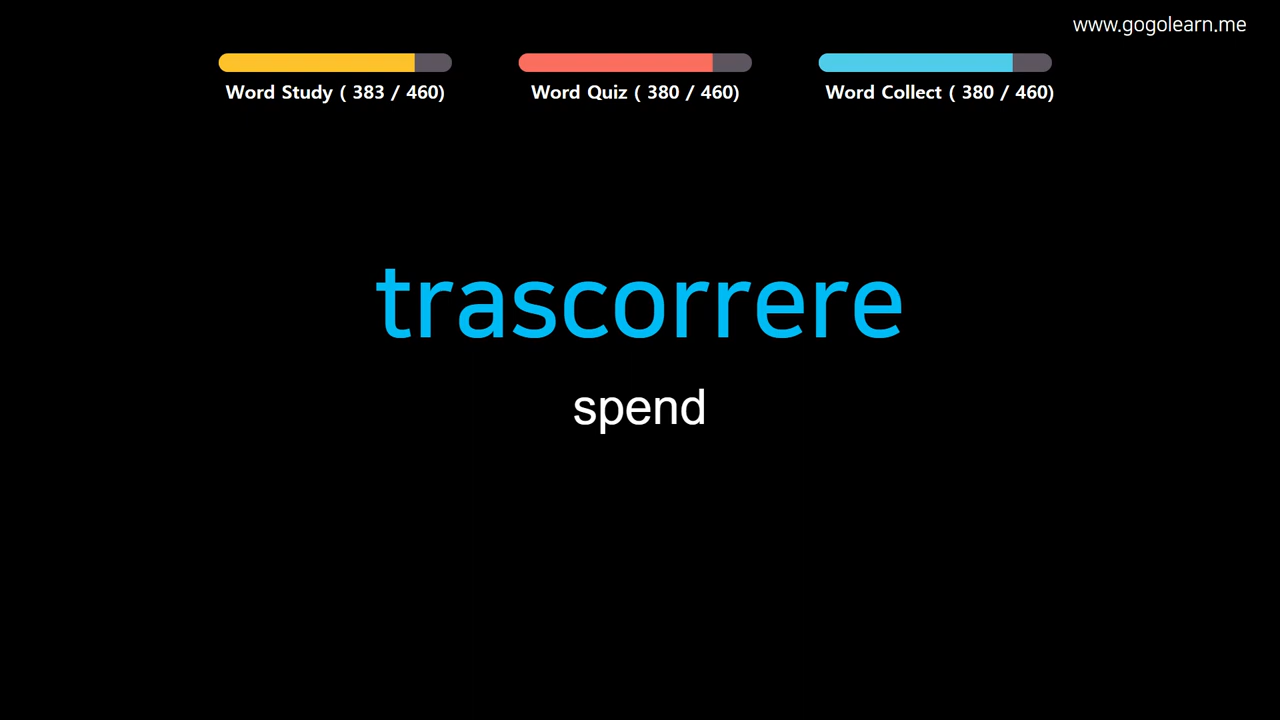 www.gogolearn.me
Word Study ( 383 / 460)
Word Quiz ( 380 / 460)
Word Collect ( 380 / 460)
trascorrere
spend